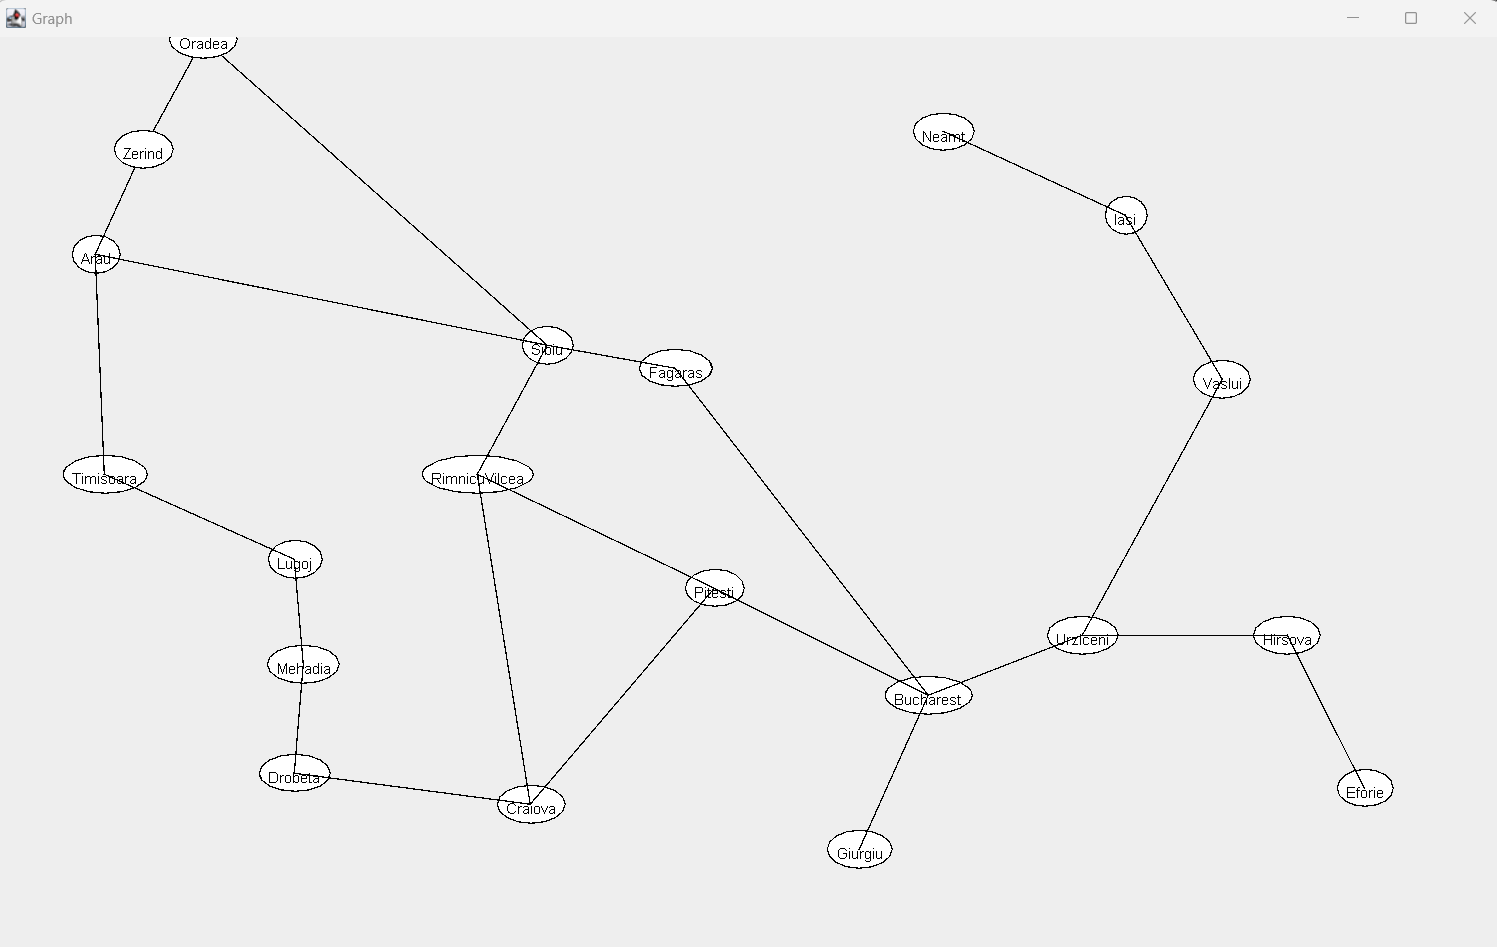 Graph
Oradea
Neamt
Zerind
Iasi
Arad
Sibiu
Fagaras
Vaslui
Timisoara
RimnicuVilcea
Lugoj
Pitesti
Urziceni
Hirsova
Mehadia
Bucharest
Drobeta
Eforie
Craiova
Giurgiu